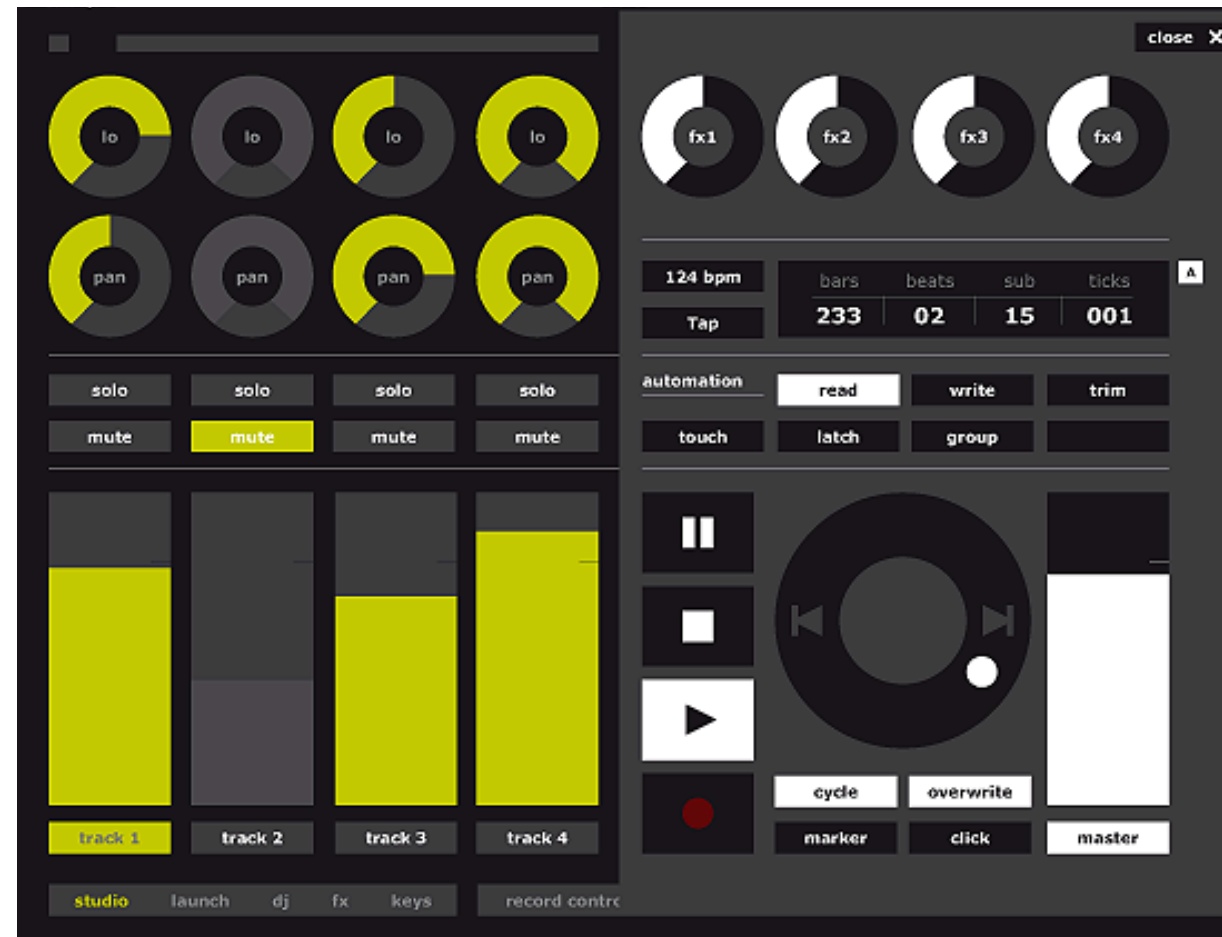 close X
lo lo lo lo fx1 fx2 fx3 fx4
pan pan pan pan
124 bpm bars beats sub ticks A
Tap 233 02 15 001
solo solo solo solo automation read write trim
mute mute mute mute touch latch group
cycle overwrite
track 1 track 2 track 3 track 4 marker click master
studio launch dj fx keys record contro